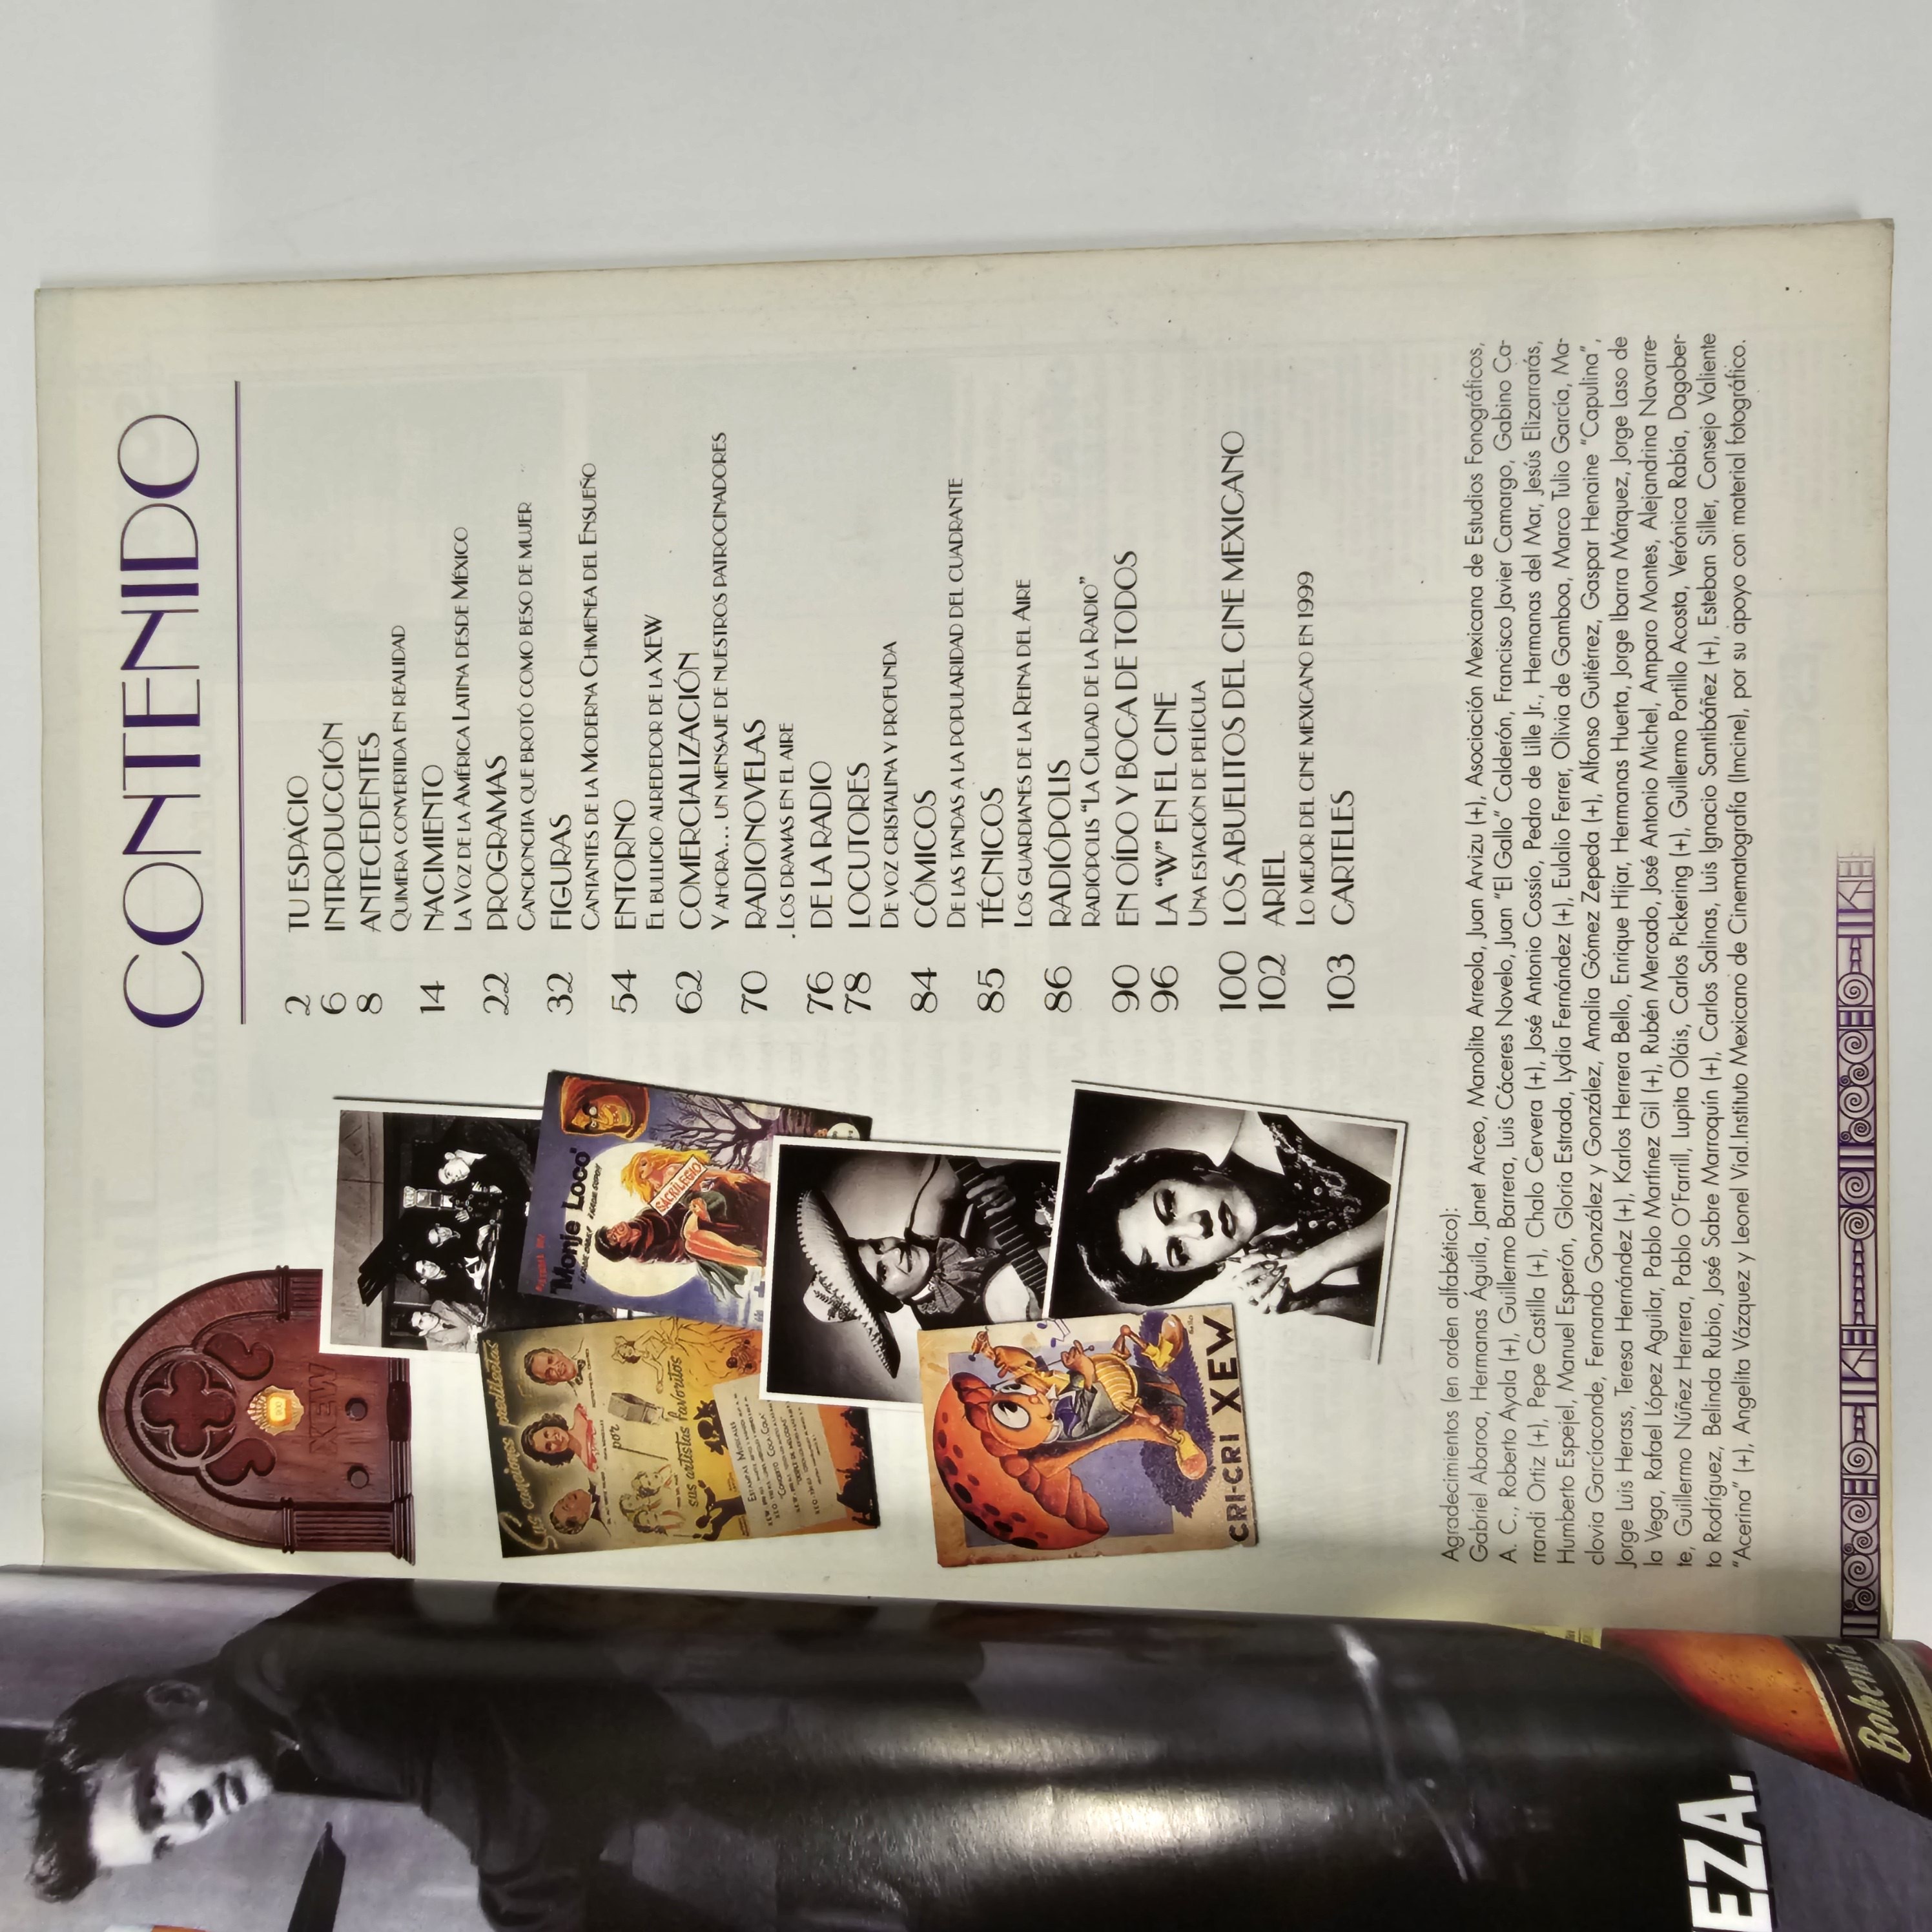 CONTENIDO
2 TU ESPACIO
6 INTRODUCCIÓN
8 ANTECEDENTES
QUIMERA CONVERTIDA EN REALIDAD
14 NACIMIENTO
LA VOZ DE LA AMÉRICA LATINA DESDE MÉXICO
22 PROGRAMAS
CANCIONCITA QUE BROTÓ COMO BESO DE MUJER
32 FIGURAS
CANTANTES DE LA MODERNA CHIMENEA DEL ENSUEÑO
54 ENTORNO
EL BULLICIO ALREDEDOR DE LA XEW
62 COMERCIALIZACIÓN
Y AHORA... UN MENSAJE DE NUESTROS PATROCINADORES
70 RADIONOVELAS
LOS DRAMAS EN EL AIRE
76 DE LA RADIO
78 LOCUTORES
DE VOZ CRISTALINA Y PROFUNDA
84 CÓMICOS
DE LAS TANDAS A LA POPULARIDAD DEL CUADRANTE
85 TÉCNICOS
LOS GUARDIANES DE LA REINA DEL AIRE
86 RADIÓPOLIS
RADIÓPOLIS “LA CIUDAD DE LA RADIO”
90 EN OÍDO Y BOCA DE TODOS
96 LA “W” EN EL CINE
UNA ESTACIÓN DE PELÍCULA
100 LOS ABUELITOS DEL CINE MEXICANO
102 ARIEL
LO MEJOR DEL CINE MEXICANO EN 1999
103 CARTELES
XEW
Sus canciones predilectas
por
sus artistas favoritos
ESTAMPAS MUSICALES
"CONCIERTO COCA-COLA"
"DESFILE DE MELODIAS"
"Monje Loco"
SACRILEGIO
CRI-CRI XEW
Agradecimientos (en orden alfabético):
Gabriel Abaroa, Hermanas Águila, Janet Arceo, Manolita Arreola, Juan Arvizu (+), Asociación Mexicana de Estudios Fonográficos,
A. C., Roberto Ayala (+), Guillermo Barrera, Luis Cáceres Novelo, Juan “El Gallo” Calderón, Francisco Javier Camargo, Gabino Ca-
rrandi Ortiz (+), Pepe Castilla (+), Chalo Cervera (+), José Antonio Cossío, Pedro de Lille Jr., Hermanas del Mar, Jesús Elizarrarás,
Humberto Espejel, Manuel Esperón, Gloria Estrada, Lydia Fernández (+), Eulalio Ferrer, Olivia de Gamboa, Marco Tulio García, Ma-
clovia Garcíaconde, Fernando González y González, Amalia Gómez Zepeda (+), Alfonso Gutiérrez, Gaspar Henaine “Capulina”,
Jorge Luis Herass, Teresa Hernández (+), Karlos Herrera Bello, Enrique Híjar, Hermanas Huerta, Jorge Ibarra Márquez, Jorge Laso de
la Vega, Rafael López Aguilar, Pablo Martínez Gil (+), Rubén Mercado, José Antonio Michel, Amparo Montes, Alejandrina Navarre-
te, Guillermo Núñez Herrera, Pablo O’Farrill, Lupita Oláis, Carlos Pickering (+), Guillermo Portillo Acosta, Verónica Rabía, Dagober-
to Rodríguez, Belinda Rubio, José Sabre Marroquín (+), Carlos Salinas, Luis Ignacio Santibáñez (+), Esteban Siller, Consejo Valiente
“Acerina” (+), Angelita Vázquez y Leonel Vial.Instituto Mexicano de Cinematografía (Imcine), por su apoyo con material fotográfico.
EZA.
Bohemia